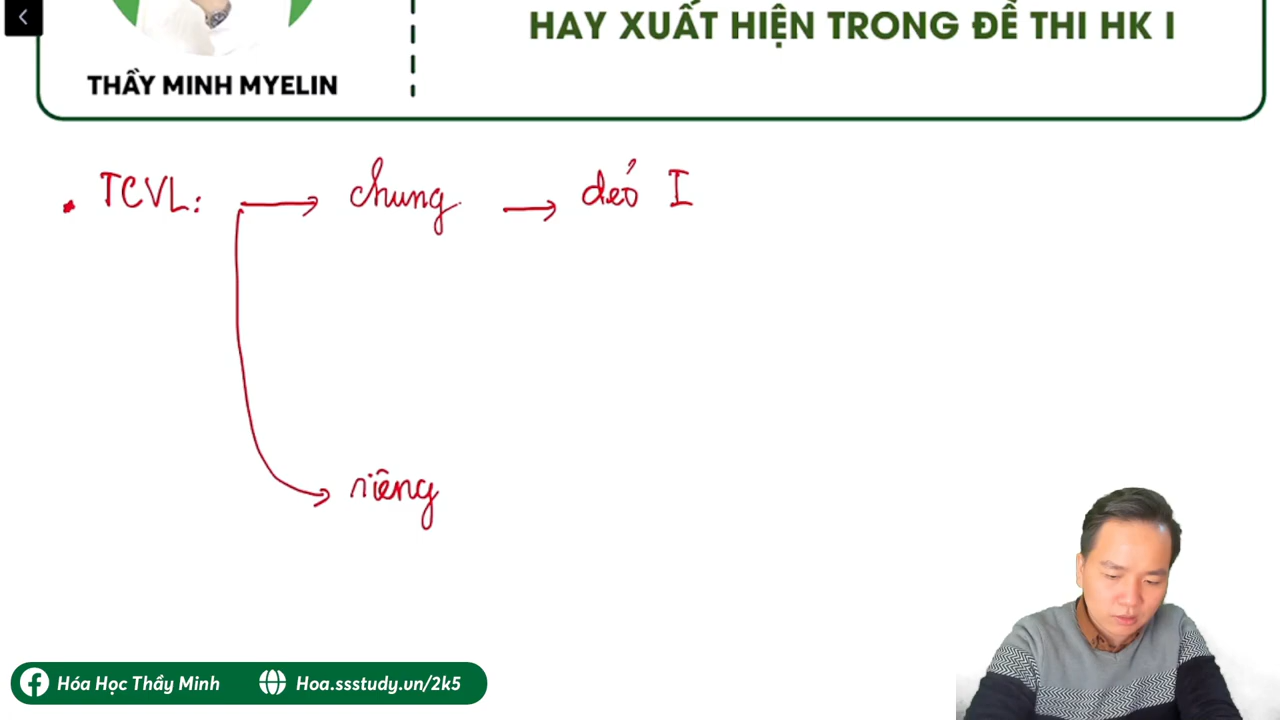 HAY XUẤT HIỆN TRONG ĐỀ THI HK I
THẦY MINH MYELIN
. TCVL: → chung → dẻo I
riêng
Hóa Học Thầy Minh
Hoa.ssstudy.vn/2k5